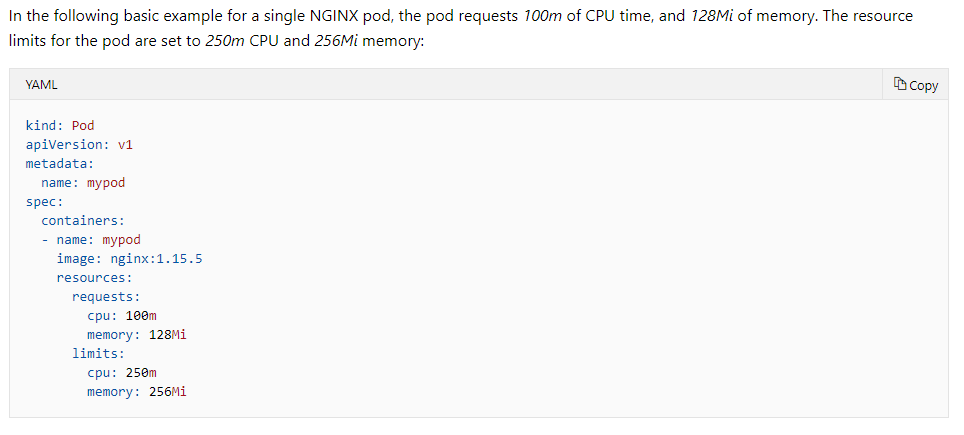 In the following basic example for a single NGINX pod, the pod requests 100m of CPU time, and 128Mi of memory. The resource
limits for the pod are set to 250m CPU and 256Mi memory:
YAML
Copy
kind: Pod
apiVersion: v1
metadata:
  name: mypod
spec:
  containers:
  - name: mypod
    image: nginx:1.15.5
    resources:
      requests:
        cpu: 100m
        memory: 128Mi
      limits:
        cpu: 250m
        memory: 256Mi